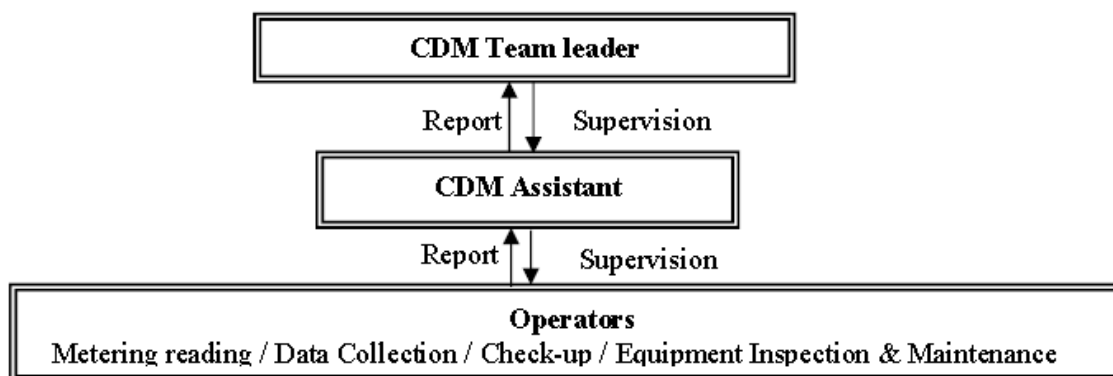 CDM Team leader
Report Supervision
CDM Assistant
Report Supervision
Operators
Metering reading / Data Collection / Check-up / Equipment Inspection & Maintenance